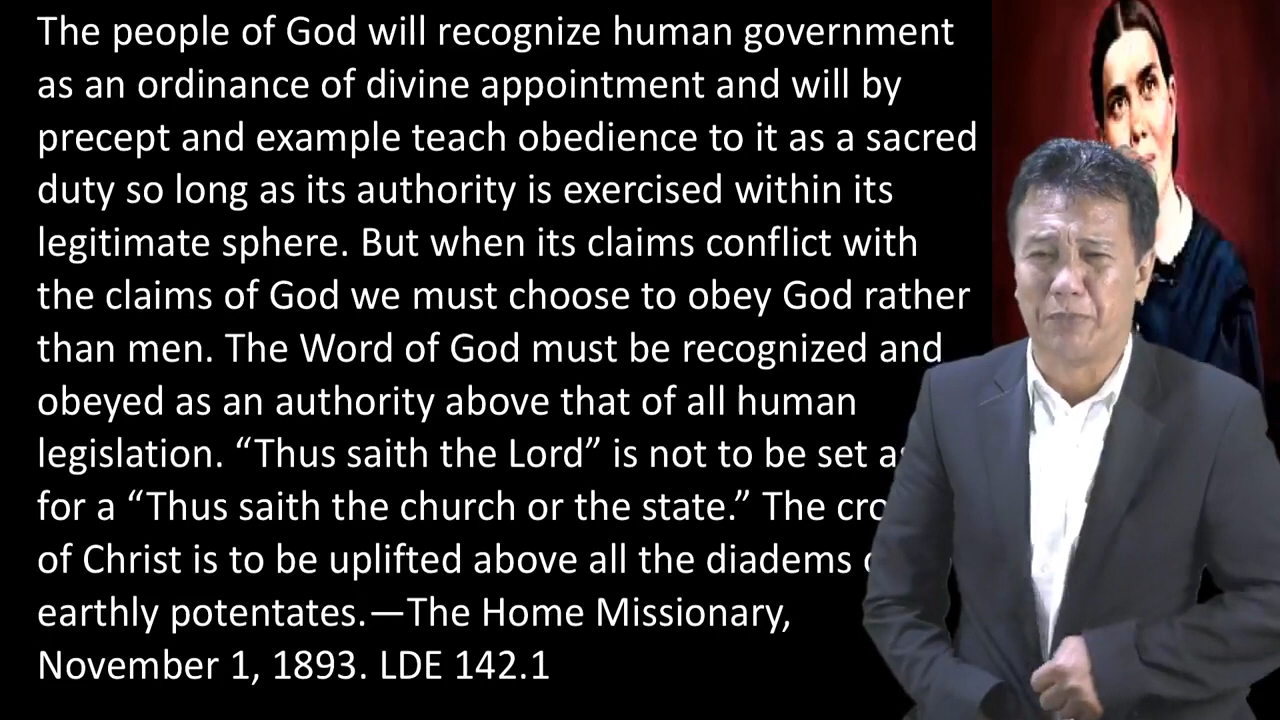 The people of God will recognize human government
as an ordinance of divine appointment and will by
precept and example teach obedience to it as a sacred
duty so long as its authority is exercised within its
legitimate sphere. But when its claims conflict with
the claims of God we must choose to obey God rather
than men. The Word of God must be recognized and
obeyed as an authority above that of all human
legislation. “Thus saith the Lord” is not to be set
for a “Thus saith the church or the state.” The
of Christ is to be uplifted above all the diadems
earthly potentates.—The Home Missionary,
November 1, 1893. LDE 142.1